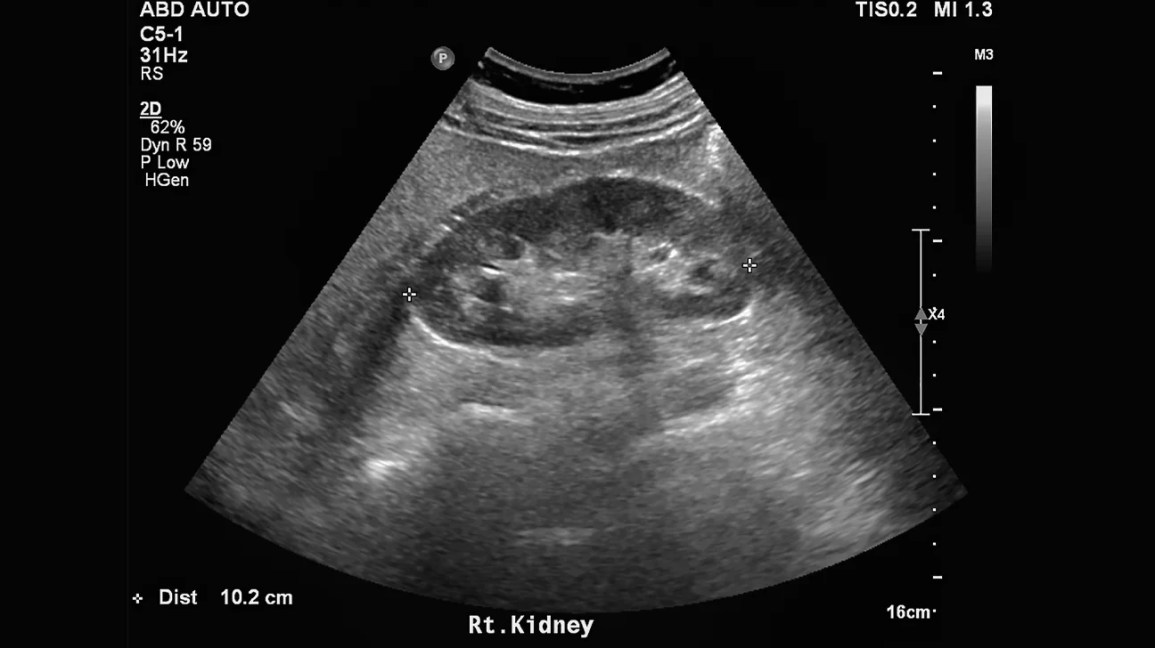 ABD AUTO
C5-1
31Hz
RS
2D
62%
Dyn R 59
P Low
HGen
P
TIS0.2 MI 1.3
M3
X4
16cm
Dist 10.2 cm
Rt.Kidney